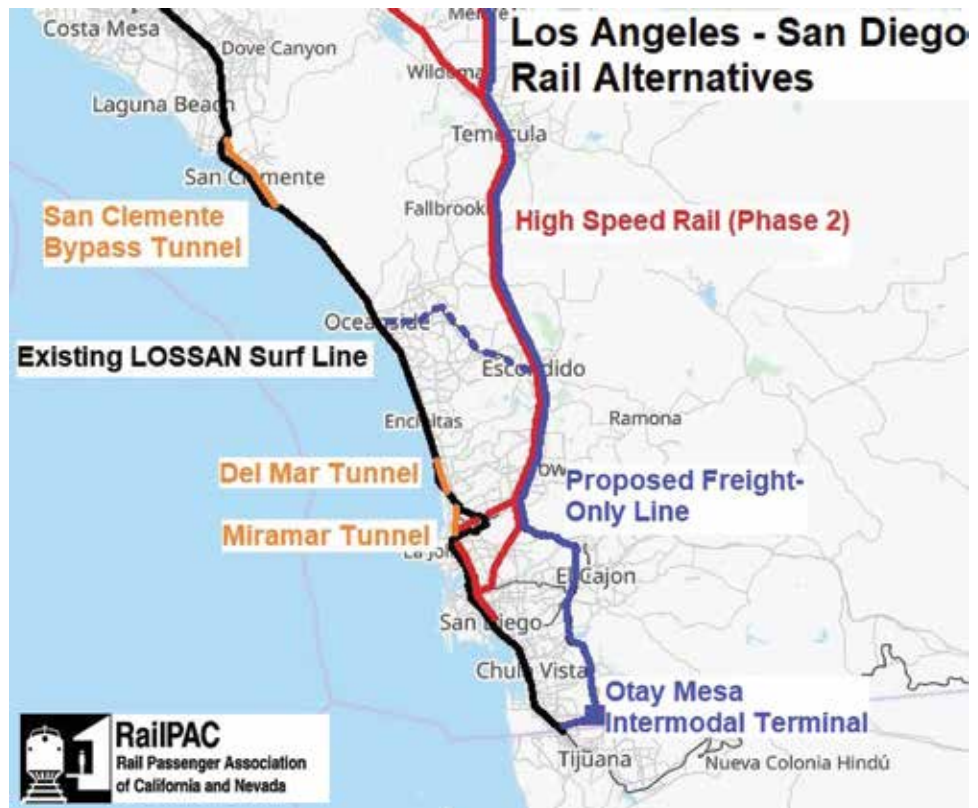 Costa Mesa
Dove Canyon
Los Angeles - San Diego
Rail Alternatives
Laguna Beach
Temecula
San Clemente
San Clemente
Bypass Tunnel
Fallbrook
High Speed Rail (Phase 2)
Oceanside
Existing LOSSAN Surf Line
Escondido
Encinitas
Ramona
Del Mar Tunnel
Proposed Freight-
Only Line
Miramar Tunnel
El Cajon
San Diego
Chula Vista
Otay Mesa
Intermodal Terminal
Tijuana
Nueva Colonia Hindú
RailPAC
Rail Passenger Association
of California and Nevada